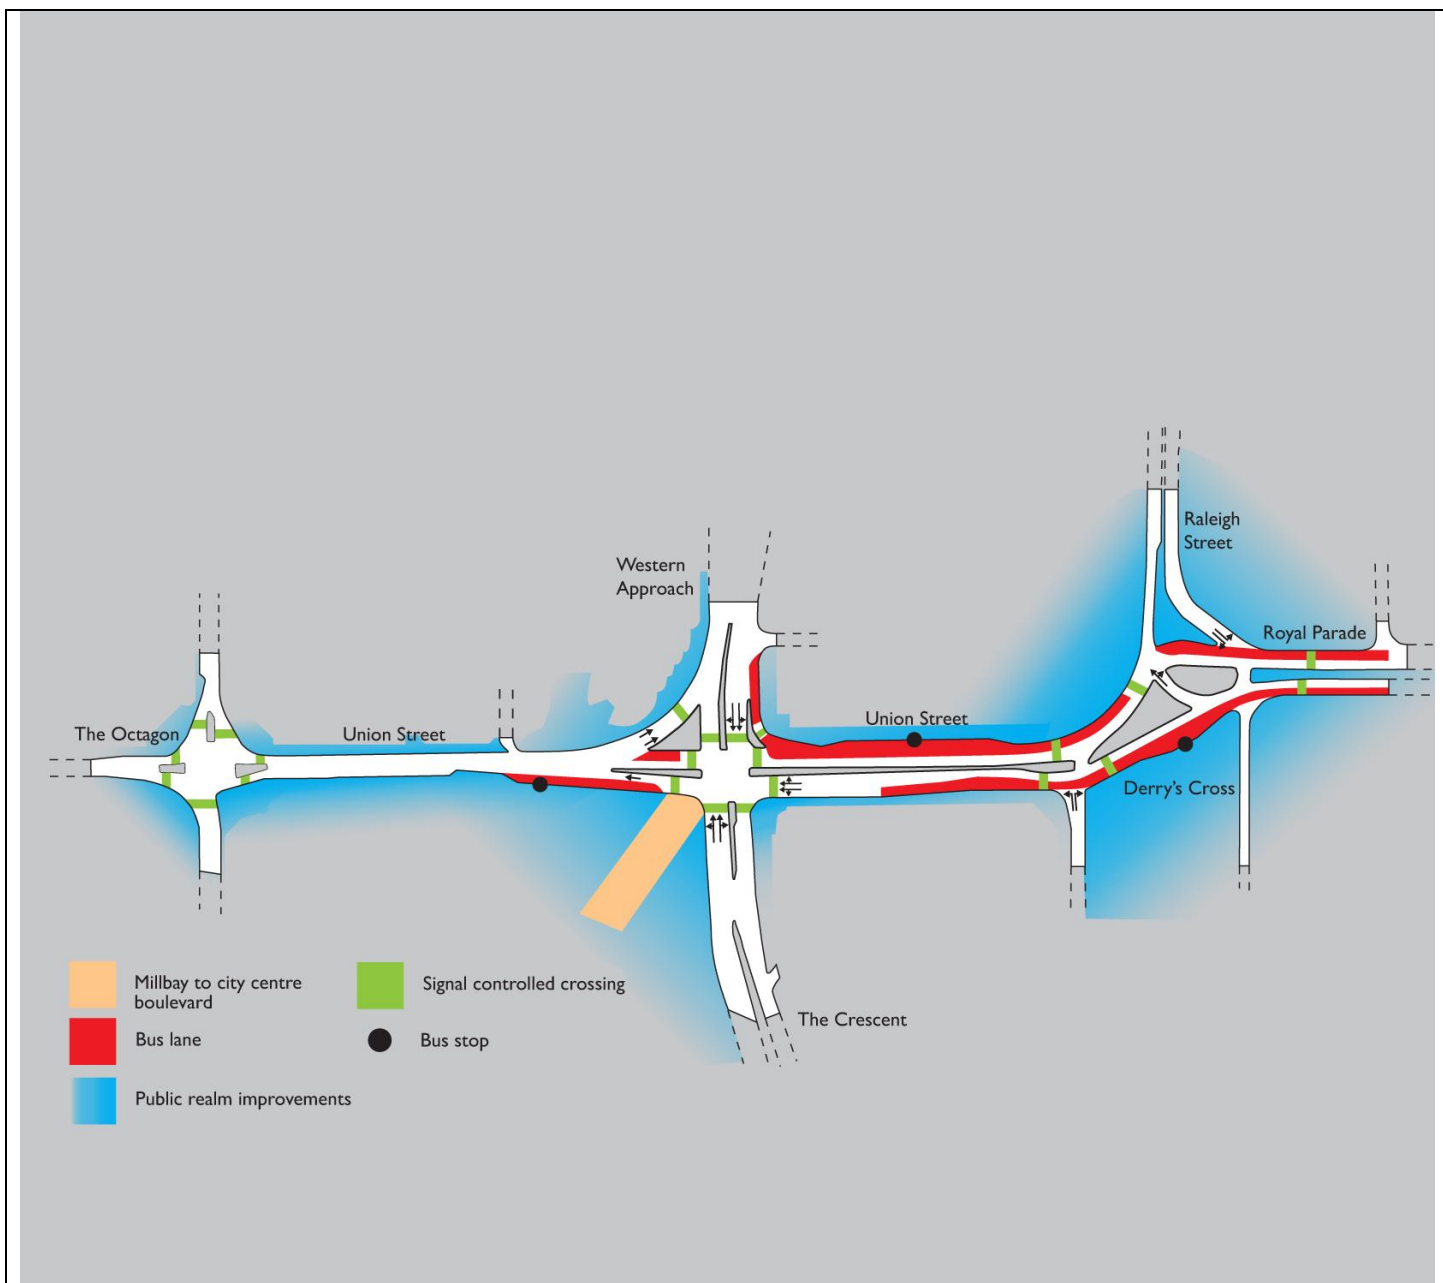 Raleigh
Street
Western
Approach
Royal Parade
Union Street
The Octagon
Union Street
Derry's Cross
Millbay to city centre
boulevard
Signal controlled crossing
The Crescent
Bus lane
Bus stop
Public realm improvements